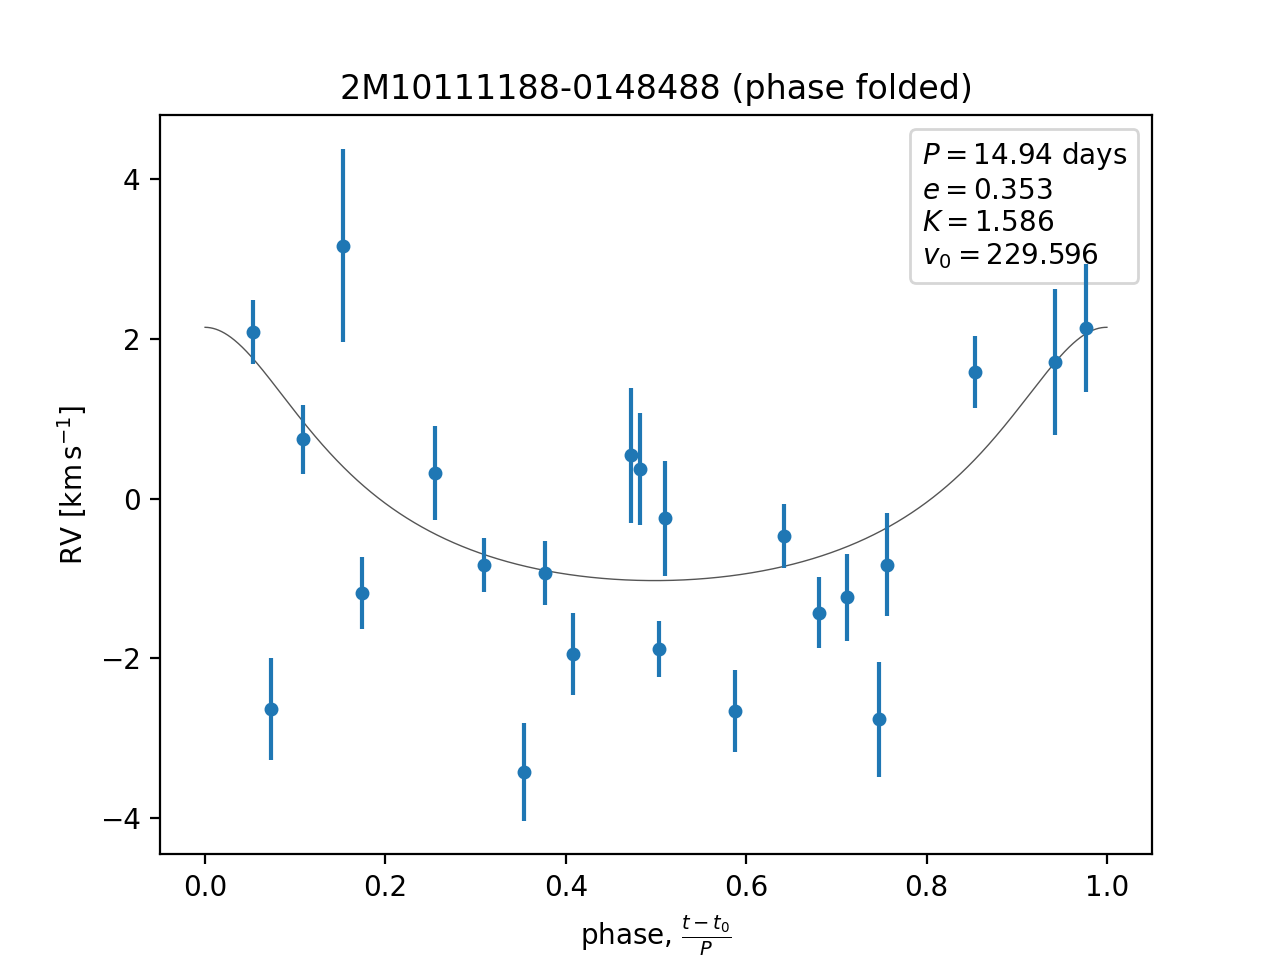 2M10111188-0148488 (phase folded)
P = 14.94 days
e = 0.353
K = 1.586
v₀ = 229.596
RV [km s⁻¹]
4
2
0
−2
−4
0.0 0.2 0.4 0.6 0.8 1.0
phase, (t − t₀)/P